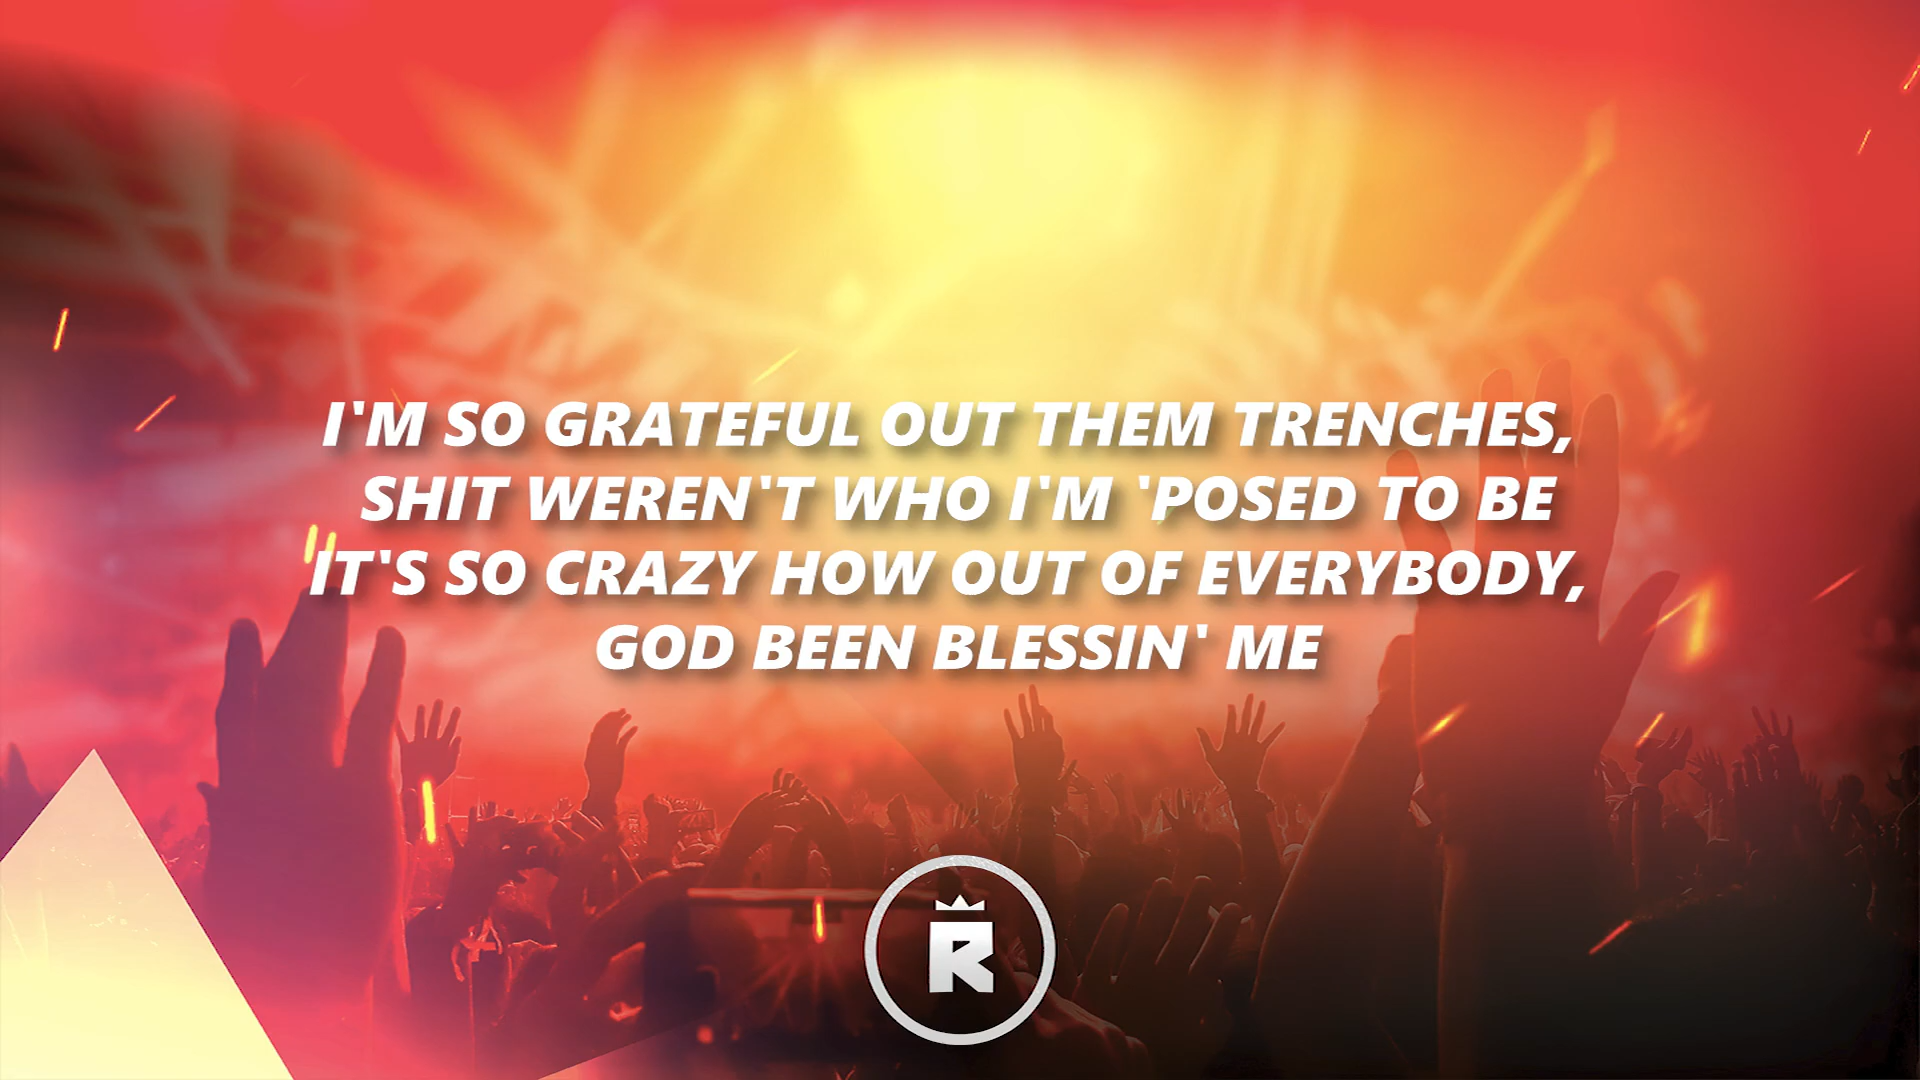 I'M SO GRATEFUL OUT THEM TRENCHES,
SHIT WEREN'T WHO I'M 'POSED TO BE
IT'S SO CRAZY HOW OUT OF EVERYBODY,
GOD BEEN BLESSIN' ME
R